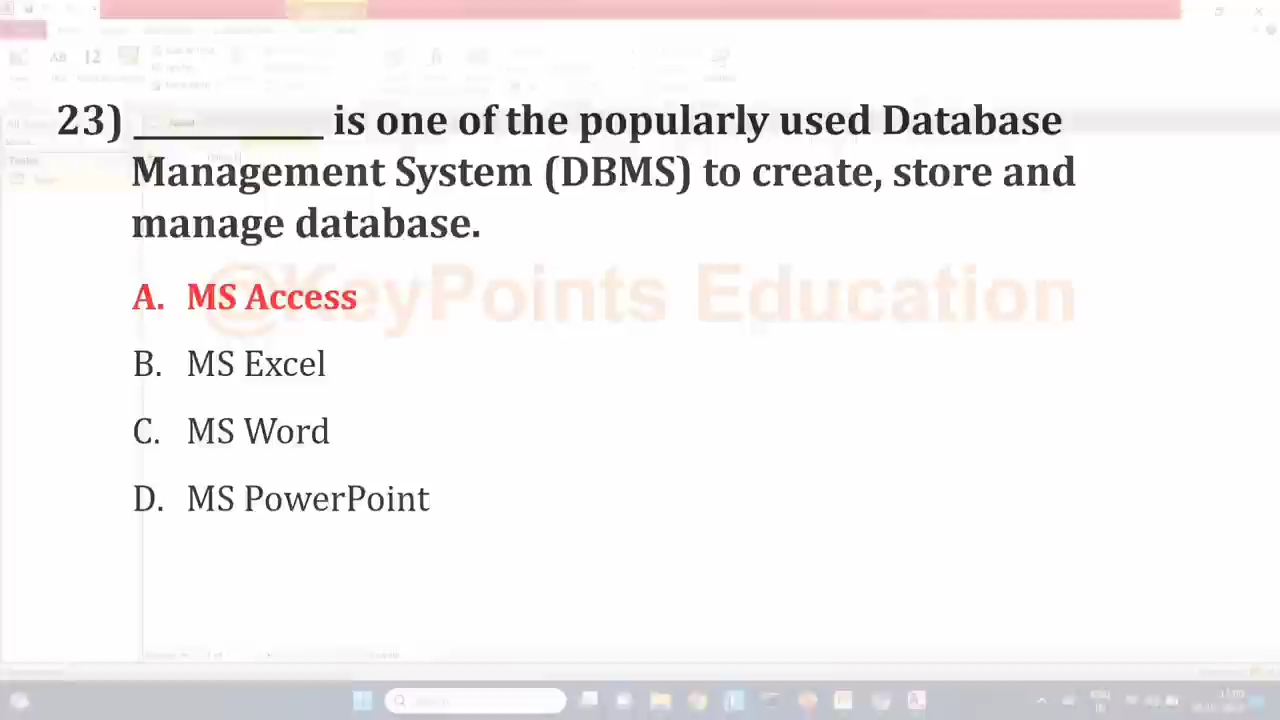 23) __________ is one of the popularly used Database
Management System (DBMS) to create, store and
manage database.
@KeyPoints Education
A. MS Access
B. MS Excel
C. MS Word
D. MS PowerPoint